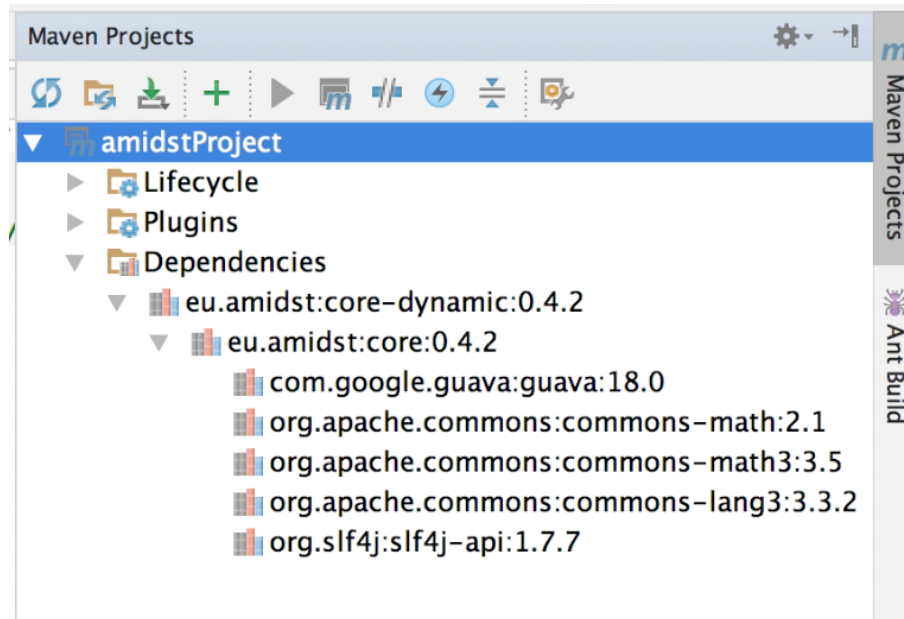 Maven Projects
amidstProject
Lifecycle
Plugins
Dependencies
eu.amidst:core-dynamic:0.4.2
eu.amidst:core:0.4.2
com.google.guava:guava:18.0
org.apache.commons:commons-math:2.1
org.apache.commons:commons-math3:3.5
org.apache.commons:commons-lang3:3.3.2
org.slf4j:slf4j-api:1.7.7
Maven Projects
Ant Build